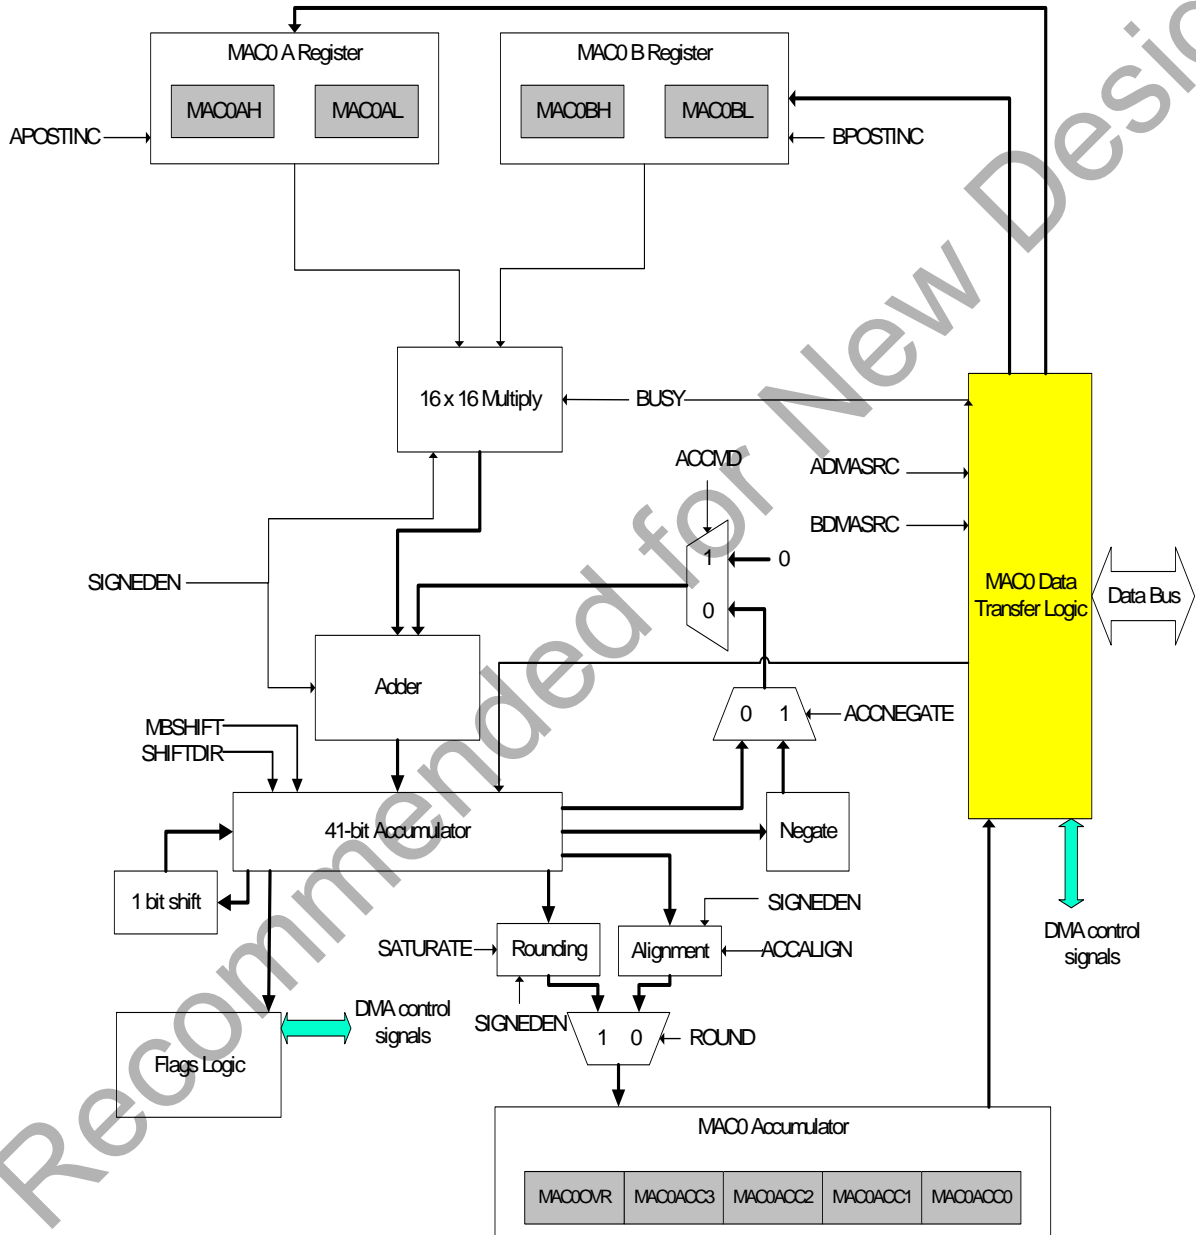 MAC0 A Register
MAC0 B Register
MAC0AH
MAC0AL
MAC0BH
MAC0BL
APOSTINC
BPOSTINC
16 x 16 Multiply
BUSY
ACCMD
ADMASRC
BDMASRC
1
0
0
SIGNEDEN
MAC0 Data
Transfer Logic
Data Bus
Adder
0 1
ACCNEGATE
MBSHIFT
SHIFTDIR
41-bit Accumulator
Negate
1 bit shift
SIGNEDEN
SATURATE
Rounding
Alignment
ACCALIGN
DMA control
signals
SIGNEDEN
DMA control
signals
1 0
ROUND
Flags Logic
MAC0 Accumulator
MAC0OVR
MAC0ACC3
MAC0ACC2
MAC0ACC1
MAC0ACC0
Recommended for New Desig